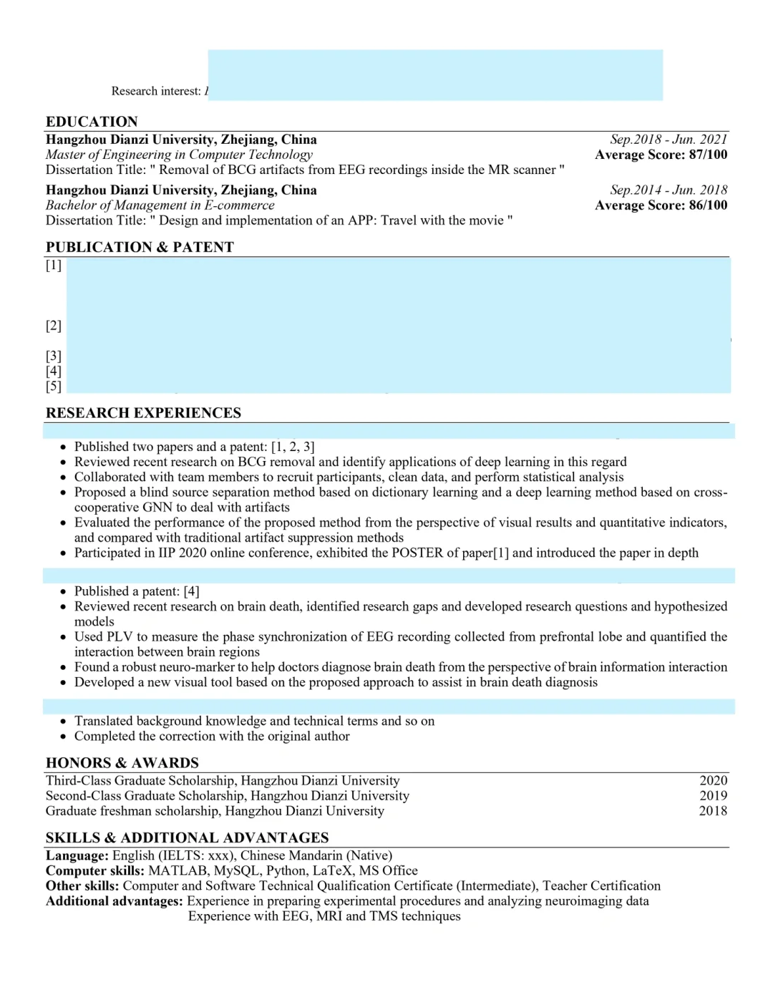 Research interest:
EDUCATION
Hangzhou Dianzi University, Zhejiang, China Sep.2018 - Jun. 2021
Master of Engineering in Computer Technology Average Score: 87/100
Dissertation Title: " Removal of BCG artifacts from EEG recordings inside the MR scanner "
Hangzhou Dianzi University, Zhejiang, China Sep.2014 - Jun. 2018
Bachelor of Management in E-commerce Average Score: 86/100
Dissertation Title: " Design and implementation of an APP: Travel with the movie "
PUBLICATION & PATENT
[1]
[2]
[3]
[4]
[5]
RESEARCH EXPERIENCES
• Published two papers and a patent: [1, 2, 3]
• Reviewed recent research on BCG removal and identify applications of deep learning in this regard
• Collaborated with team members to recruit participants, clean data, and perform statistical analysis
• Proposed a blind source separation method based on dictionary learning and a deep learning method based on cross-
cooperative GNN to deal with artifacts
• Evaluated the performance of the proposed method from the perspective of visual results and quantitative indicators,
and compared with traditional artifact suppression methods
• Participated in IIP 2020 online conference, exhibited the POSTER of paper[1] and introduced the paper in depth
• Published a patent: [4]
• Reviewed recent research on brain death, identified research gaps and developed research questions and hypothesized
models
• Used PLV to measure the phase synchronization of EEG recording collected from prefrontal lobe and quantified the
interaction between brain regions
• Found a robust neuro-marker to help doctors diagnose brain death from the perspective of brain information interaction
• Developed a new visual tool based on the proposed approach to assist in brain death diagnosis
• Translated background knowledge and technical terms and so on
• Completed the correction with the original author
HONORS & AWARDS
Third-Class Graduate Scholarship, Hangzhou Dianzi University 2020
Second-Class Graduate Scholarship, Hangzhou Dianzi University 2019
Graduate freshman scholarship, Hangzhou Dianzi University 2018
SKILLS & ADDITIONAL ADVANTAGES
Language: English (IELTS: xxx), Chinese Mandarin (Native)
Computer skills: MATLAB, MySQL, Python, LaTeX, MS Office
Other skills: Computer and Software Technical Qualification Certificate (Intermediate), Teacher Certification
Additional advantages: Experience in preparing experimental procedures and analyzing neuroimaging data
Experience with EEG, MRI and TMS techniques